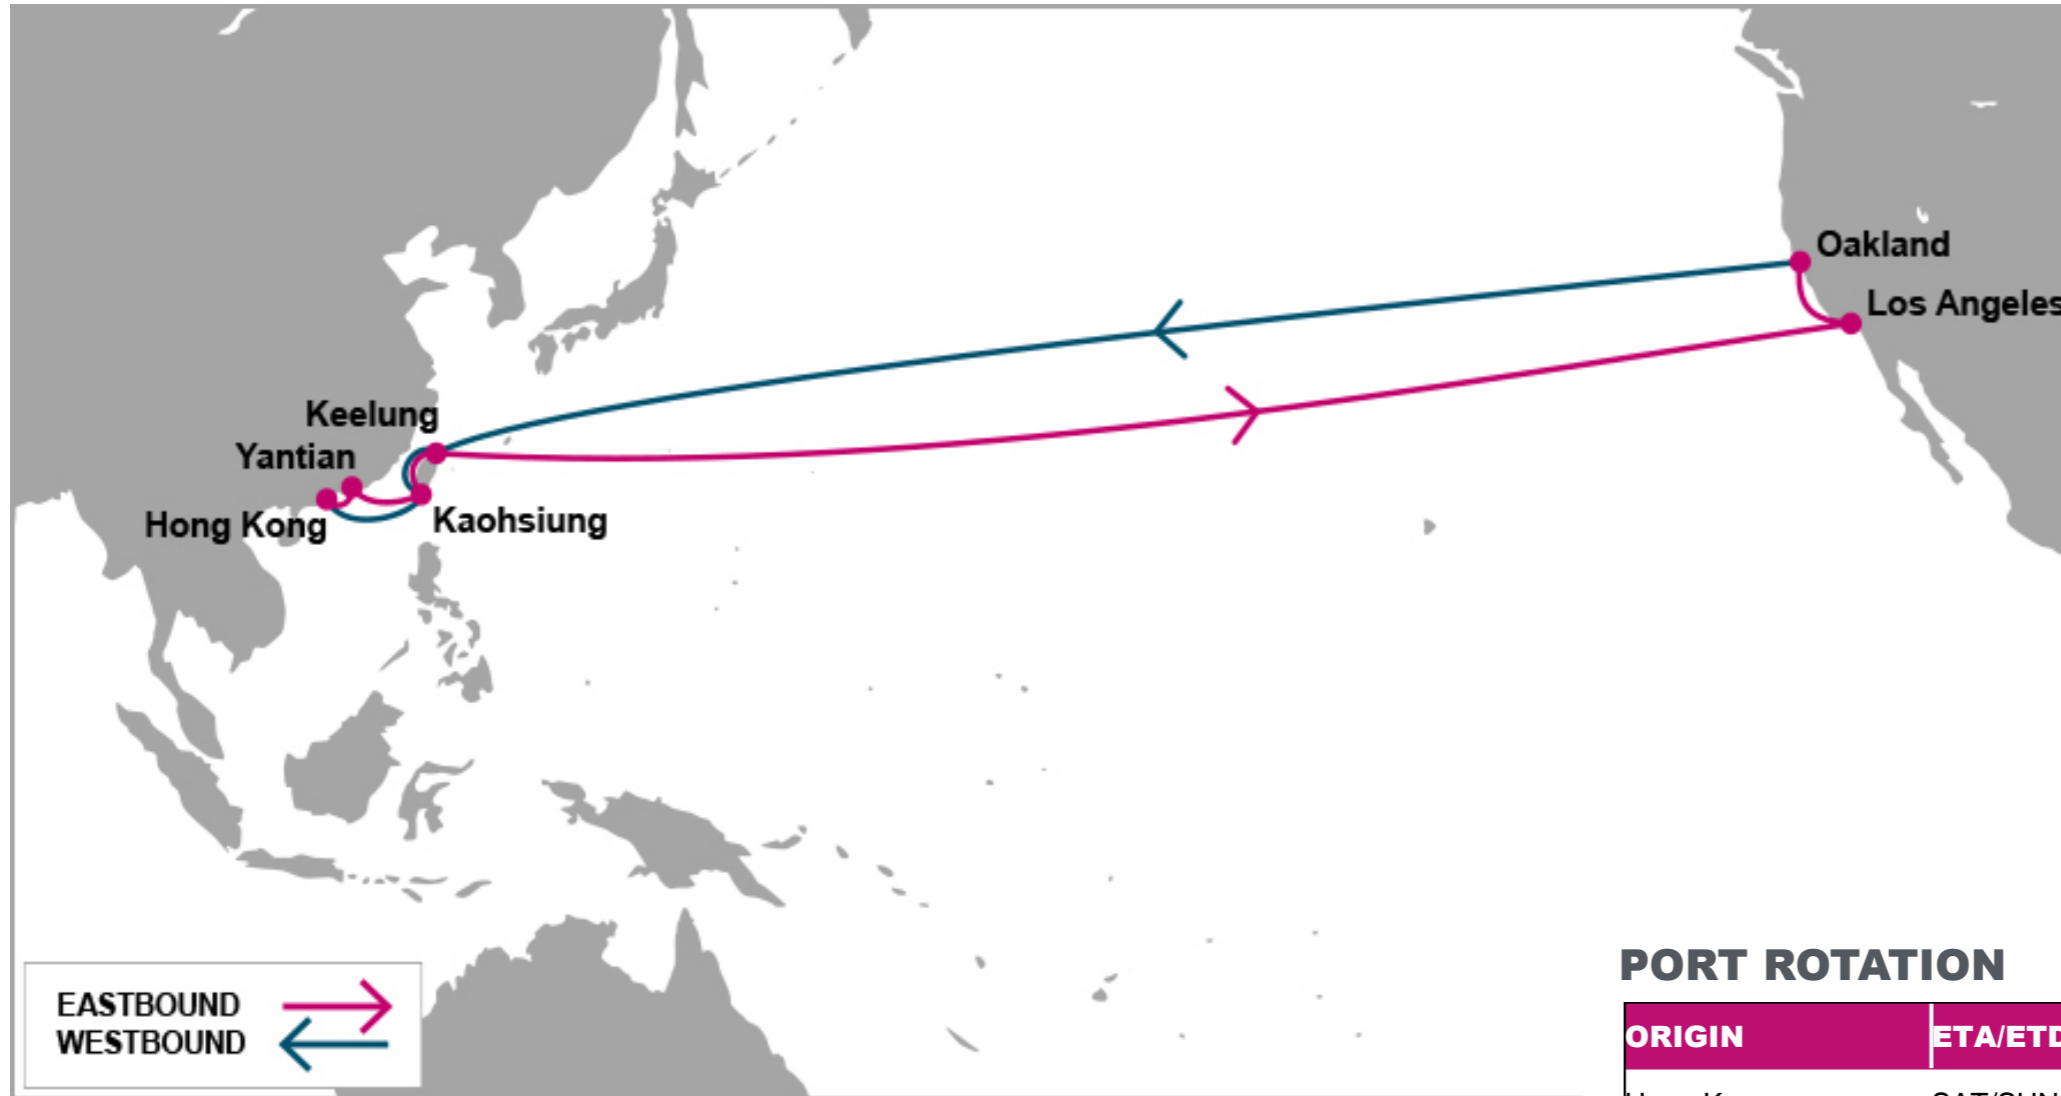 Oakland
Los Angeles
Keelung
Yantian
Hong Kong
Kaohsiung
EASTBOUND
WESTBOUND
PORT ROTATION
ORIGIN ETA/ETD